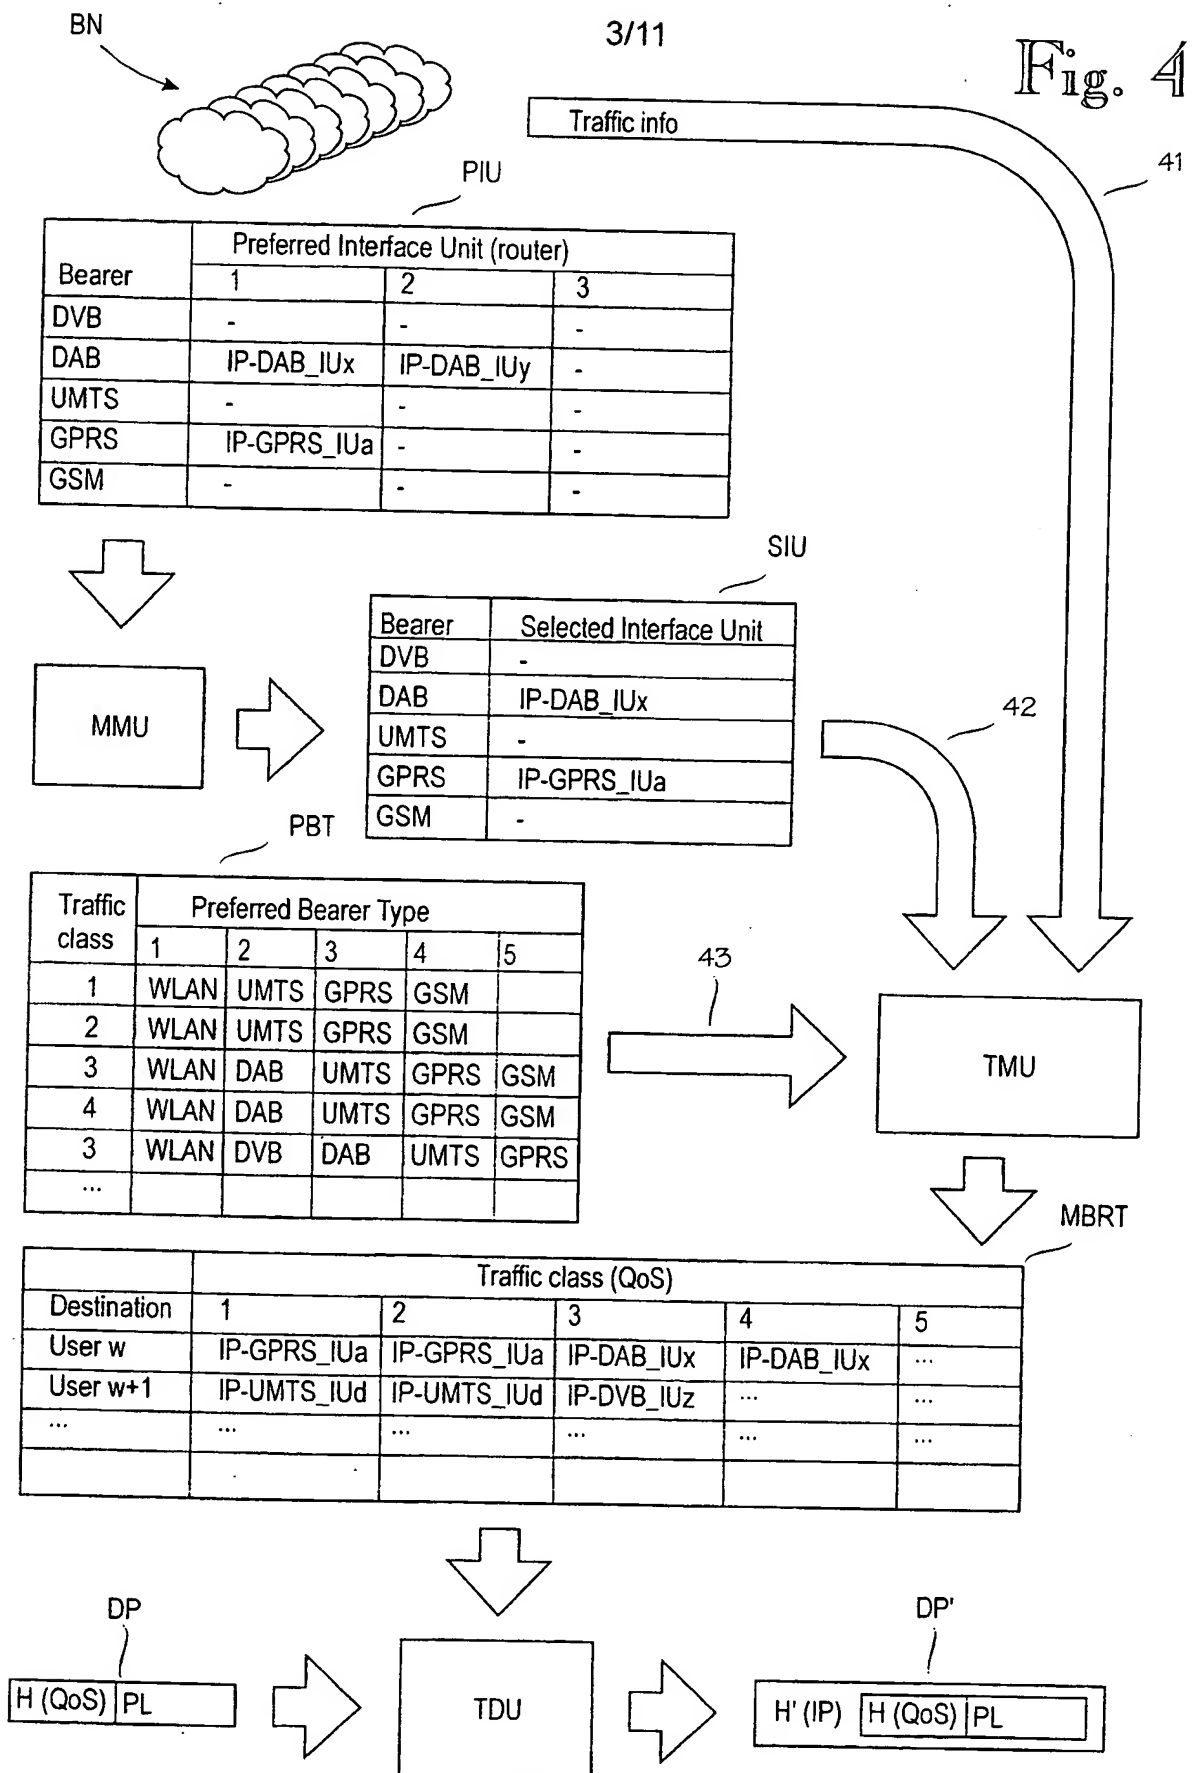 BN
3/11
Fig. 4
Traffic info
41
PIU
Preferred Interface Unit (router)
Bearer 1 2 3
DVB - - -
DAB IP-DAB_IUx IP-DAB_IUy -
UMTS - - -
GPRS IP-GPRS_IUa - -
GSM - - -
SIU
Bearer Selected Interface Unit
DVB -
DAB IP-DAB_IUx
UMTS -
GPRS IP-GPRS_IUa
GSM -
MMU
42
PBT
Traffic class Preferred Bearer Type
1 2 3 4 5
1 WLAN UMTS GPRS GSM
2 WLAN UMTS GPRS GSM
3 WLAN DAB UMTS GPRS GSM
4 WLAN DAB UMTS GPRS GSM
3 WLAN DVB DAB UMTS GPRS
...
43
TMU
MBRT
Traffic class (QoS)
Destination 1 2 3 4 5
User w IP-GPRS_IUa IP-GPRS_IUa IP-DAB_IUx IP-DAB_IUx ...
User w+1 IP-UMTS_IUd IP-UMTS_IUd IP-DVB_IUz ... ...
... ... ... ... ... ...
DP
H (QoS) PL
TDU
DP'
H' (IP) H (QoS) PL